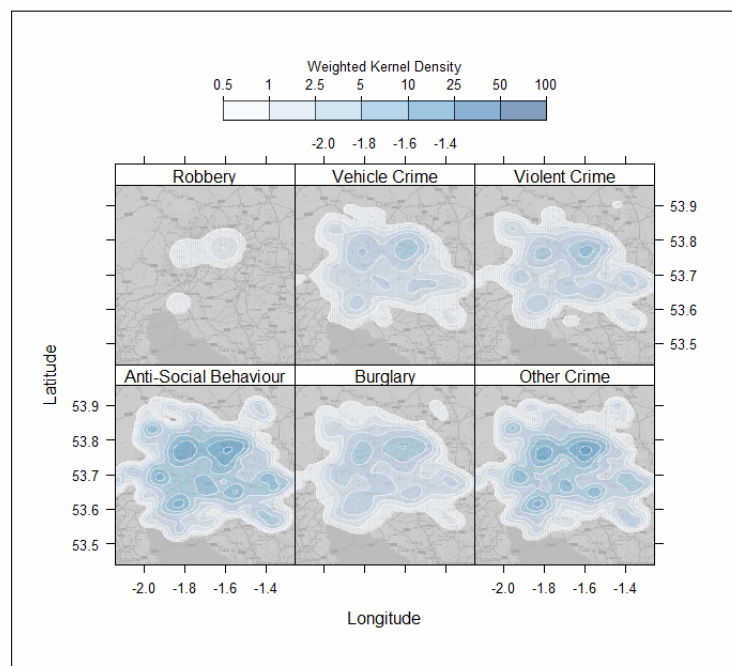 Weighted Kernel Density
0.5 1 2.5 5 10 25 50 100
-2.0 -1.8 -1.6 -1.4
Robbery Vehicle Crime Violent Crime
53.9
53.8
53.7
53.6
53.5
Latitude
Anti-Social Behaviour Burglary Other Crime
53.9
53.8
53.7
53.6
53.5
-2.0 -1.8 -1.6 -1.4 -2.0 -1.8 -1.6 -1.4
Longitude